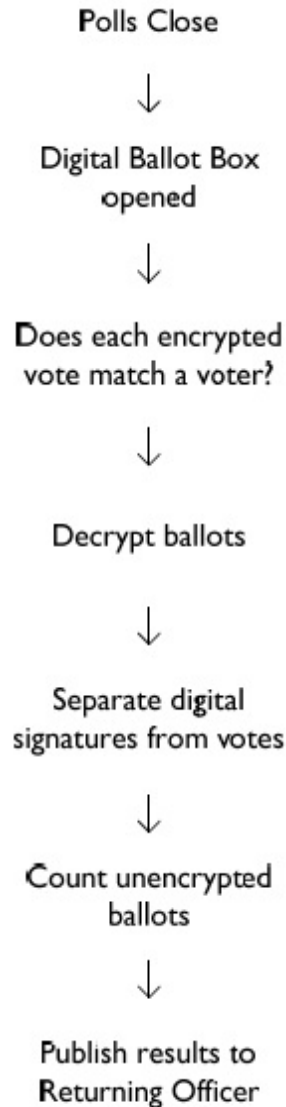 Polls Close
Digital Ballot Box
opened
Does each encrypted
vote match a voter?
Decrypt ballots
Separate digital
signatures from votes
Count unencrypted
ballots
Publish results to
Returning Officer